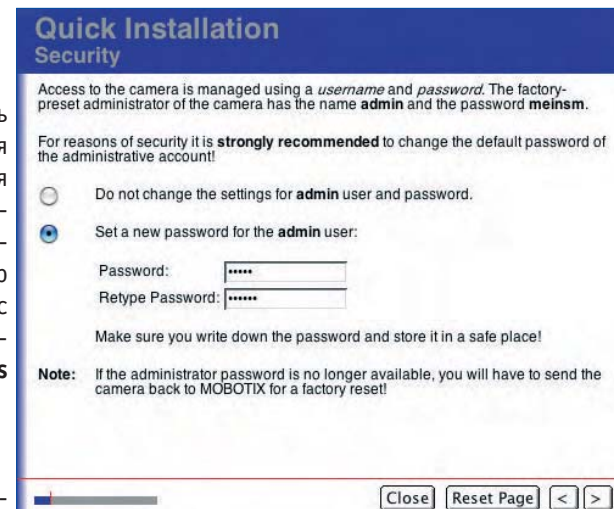 Quick Installation
Security
Access to the camera is managed using a username and password. The factory-
preset administrator of the camera has the name admin and the password meinsm.
For reasons of security it is strongly recommended to change the default password of
the administrative account!
Do not change the settings for admin user and password.
Set a new password for the admin user:
Password: •••••
Retype Password: ••••••
Make sure you write down the password and store it in a safe place!
Note: If the administrator password is no longer available, you will have to send the
camera back to MOBOTIX for a factory reset!
Close Reset Page < >
ь
я
я
–
–
о
с
–
s
–